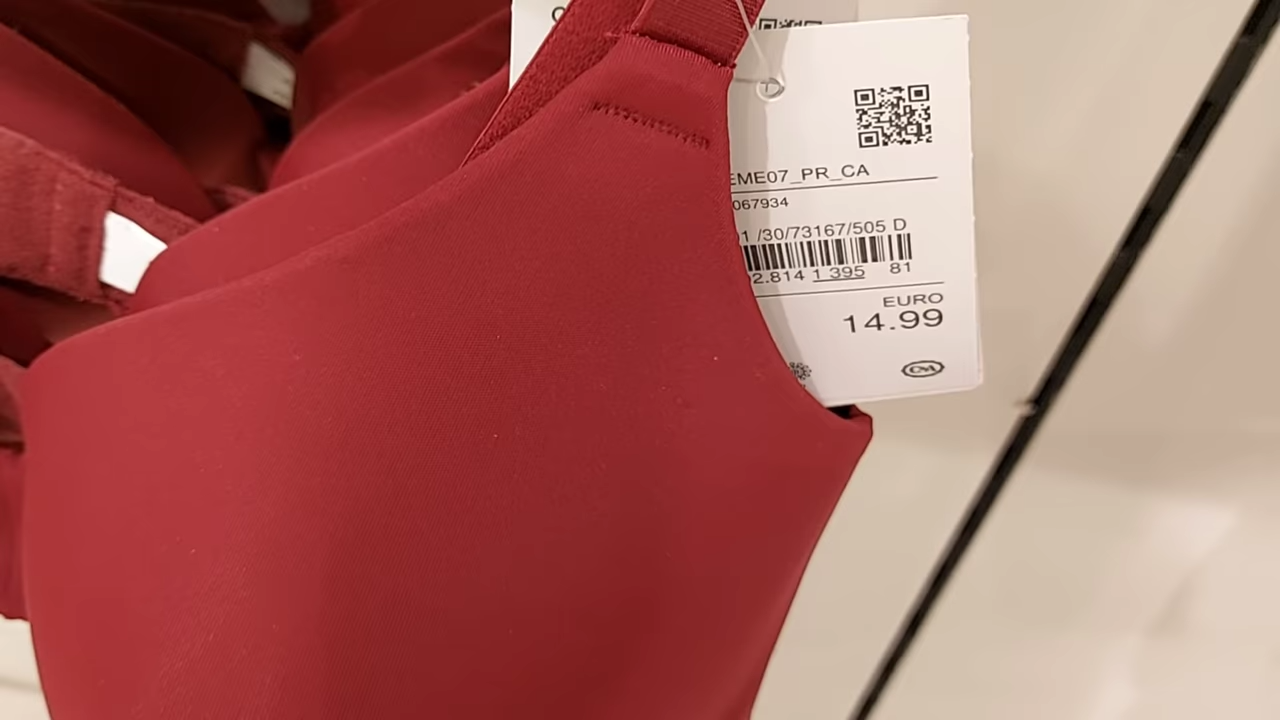 EME07_PR_CA
067934
1 /30/73167/505 D
2.814 1 395 81
EURO
14.99
C&A